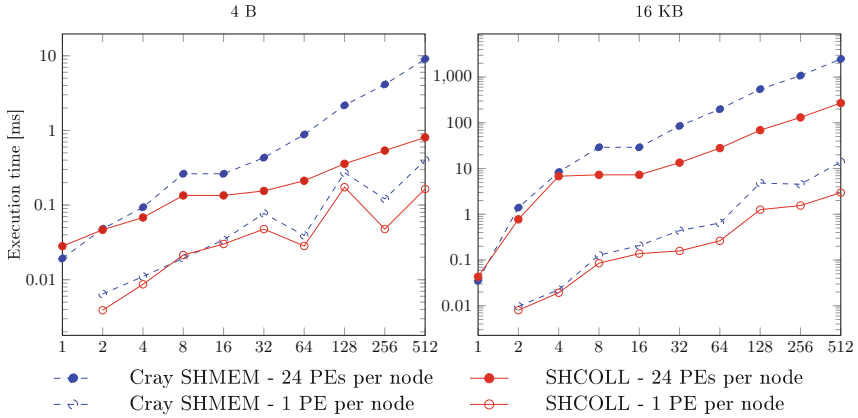 4 B
16 KB
Execution time [ms]
10
1
0.1
0.01
1 2 4 8 16 32 64 128 256 512
1,000
100
10
1
0.1
0.01
1 2 4 8 16 32 64 128 256 512
Cray SHMEM - 24 PEs per node
SHCOLL - 24 PEs per node
Cray SHMEM - 1 PE per node
SHCOLL - 1 PE per node